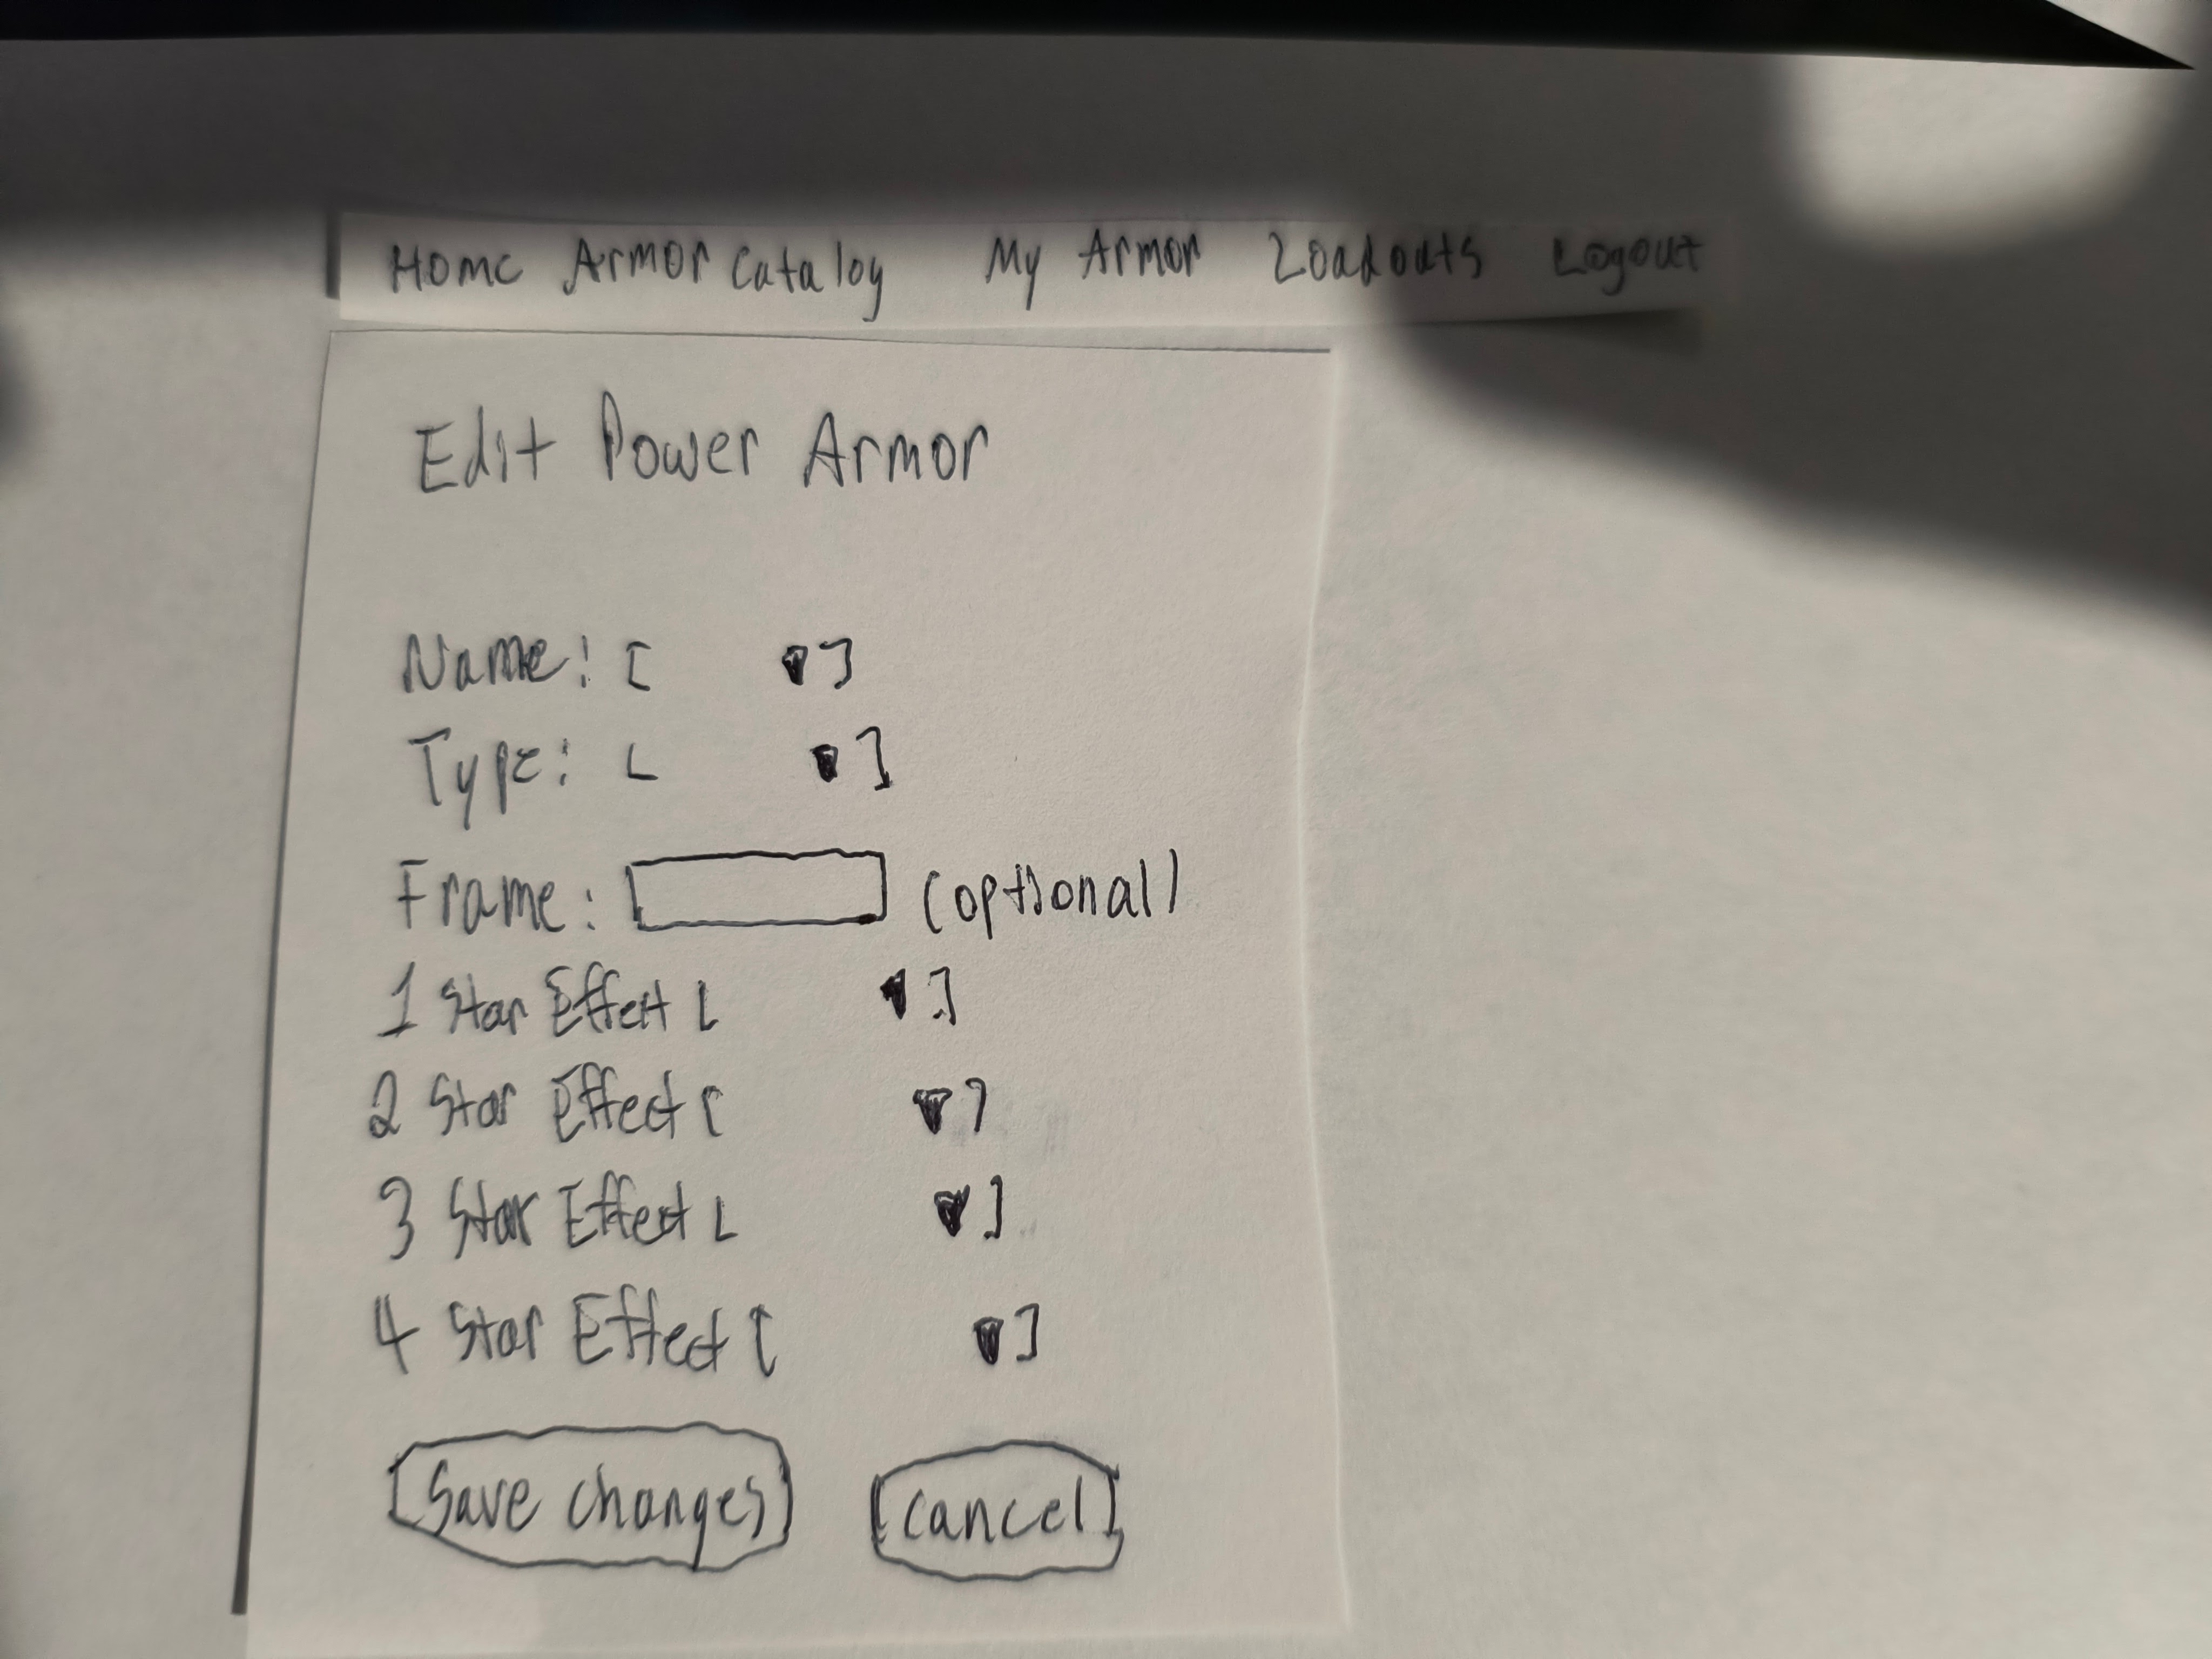 Home Armor Catalog My Armor Loadouts Logout
Edit Power Armor
Name: [ ▼]
Type: [ ▼]
Frame: (optional)
1 Star Effect [ ▼]
2 Star Effect [ ▼]
3 Star Effect [ ▼]
4 Star Effect [ ▼]
[Save changes] [cancel]